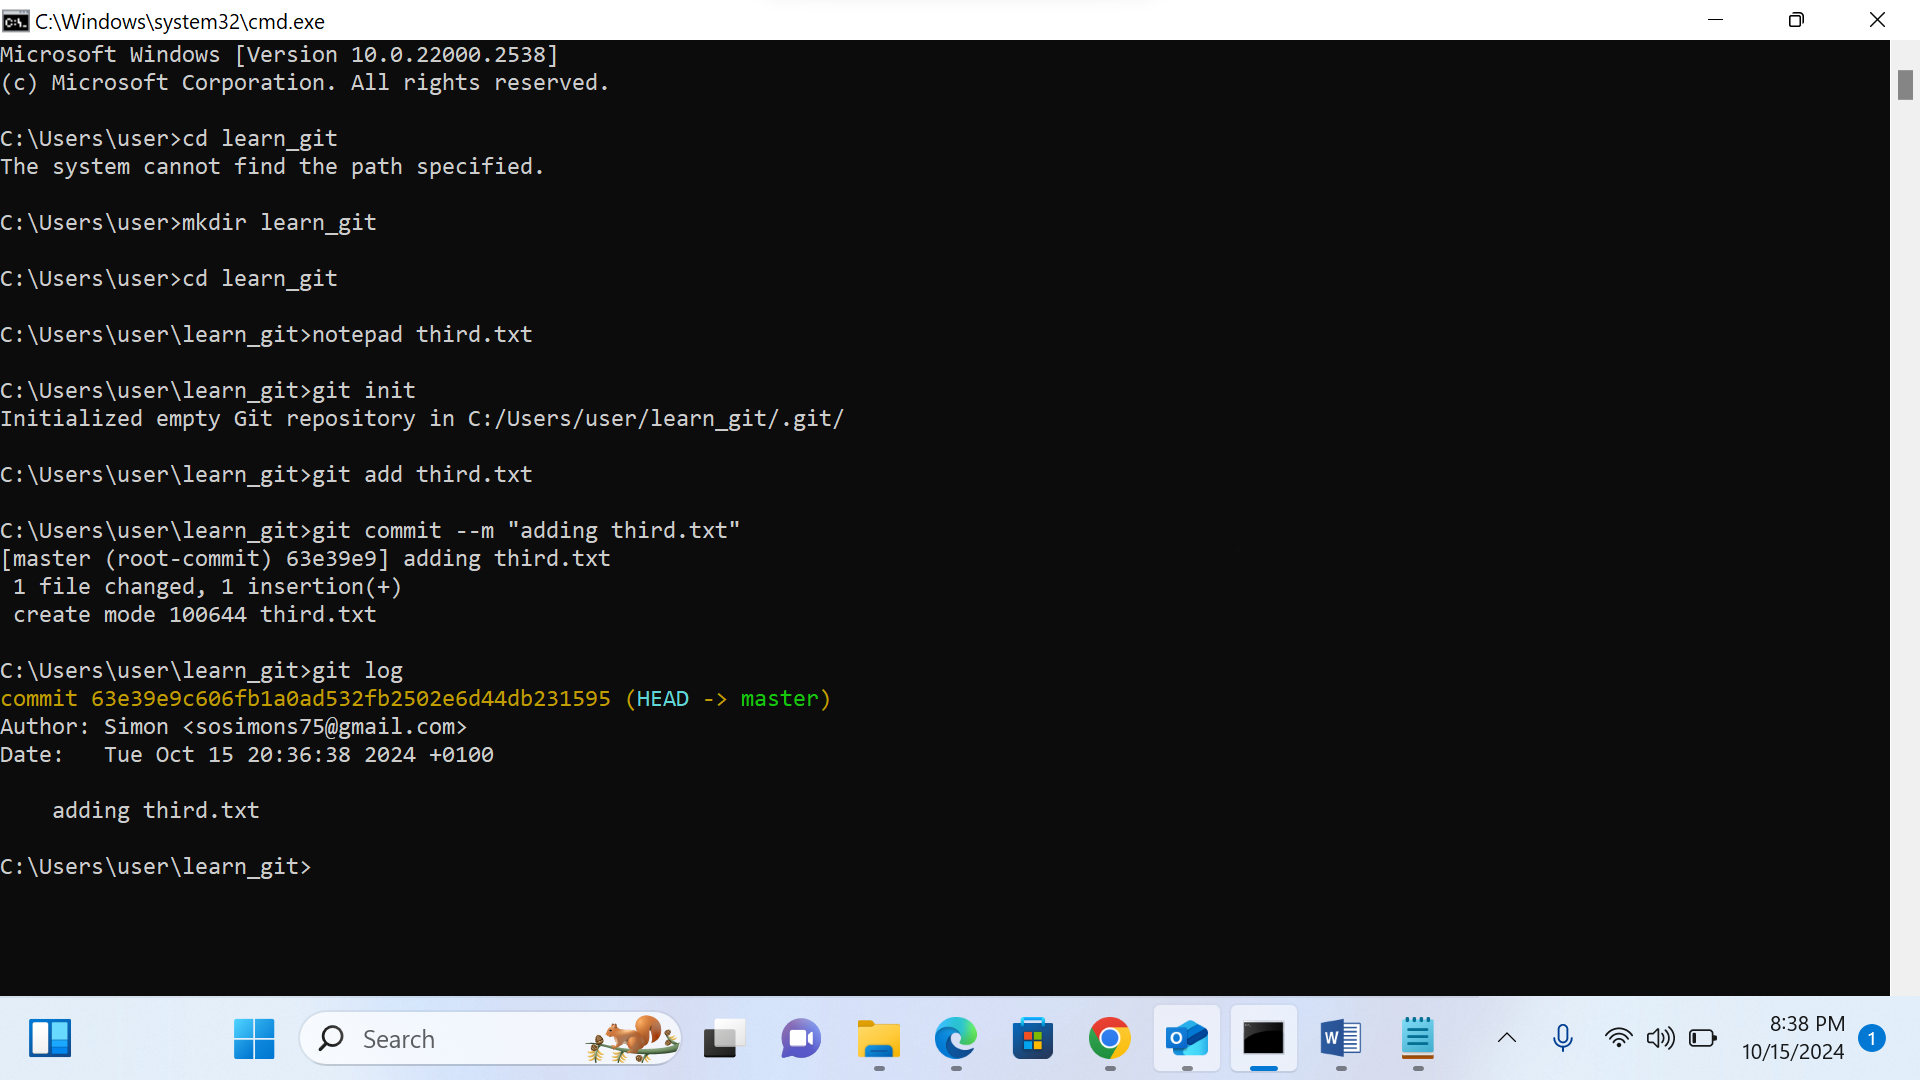 C:\Windows\system32\cmd.exe
Microsoft Windows [Version 10.0.22000.2538]
(c) Microsoft Corporation. All rights reserved.
C:\Users\user>cd learn_git
The system cannot find the path specified.
C:\Users\user>mkdir learn_git
C:\Users\user>cd learn_git
C:\Users\user\learn_git>notepad third.txt
C:\Users\user\learn_git>git init
Initialized empty Git repository in C:/Users/user/learn_git/.git/
C:\Users\user\learn_git>git add third.txt
C:\Users\user\learn_git>git commit --m "adding third.txt"
[master (root-commit) 63e39e9] adding third.txt
 1 file changed, 1 insertion(+)
 create mode 100644 third.txt
C:\Users\user\learn_git>git log
commit 63e39e9c606fb1a0ad532fb2502e6d44db231595 (HEAD -> master)
Author: Simon <sosimons75@gmail.com>
Date:   Tue Oct 15 20:36:38 2024 +0100
    adding third.txt
C:\Users\user\learn_git>
Search
8:38 PM
10/15/2024
1